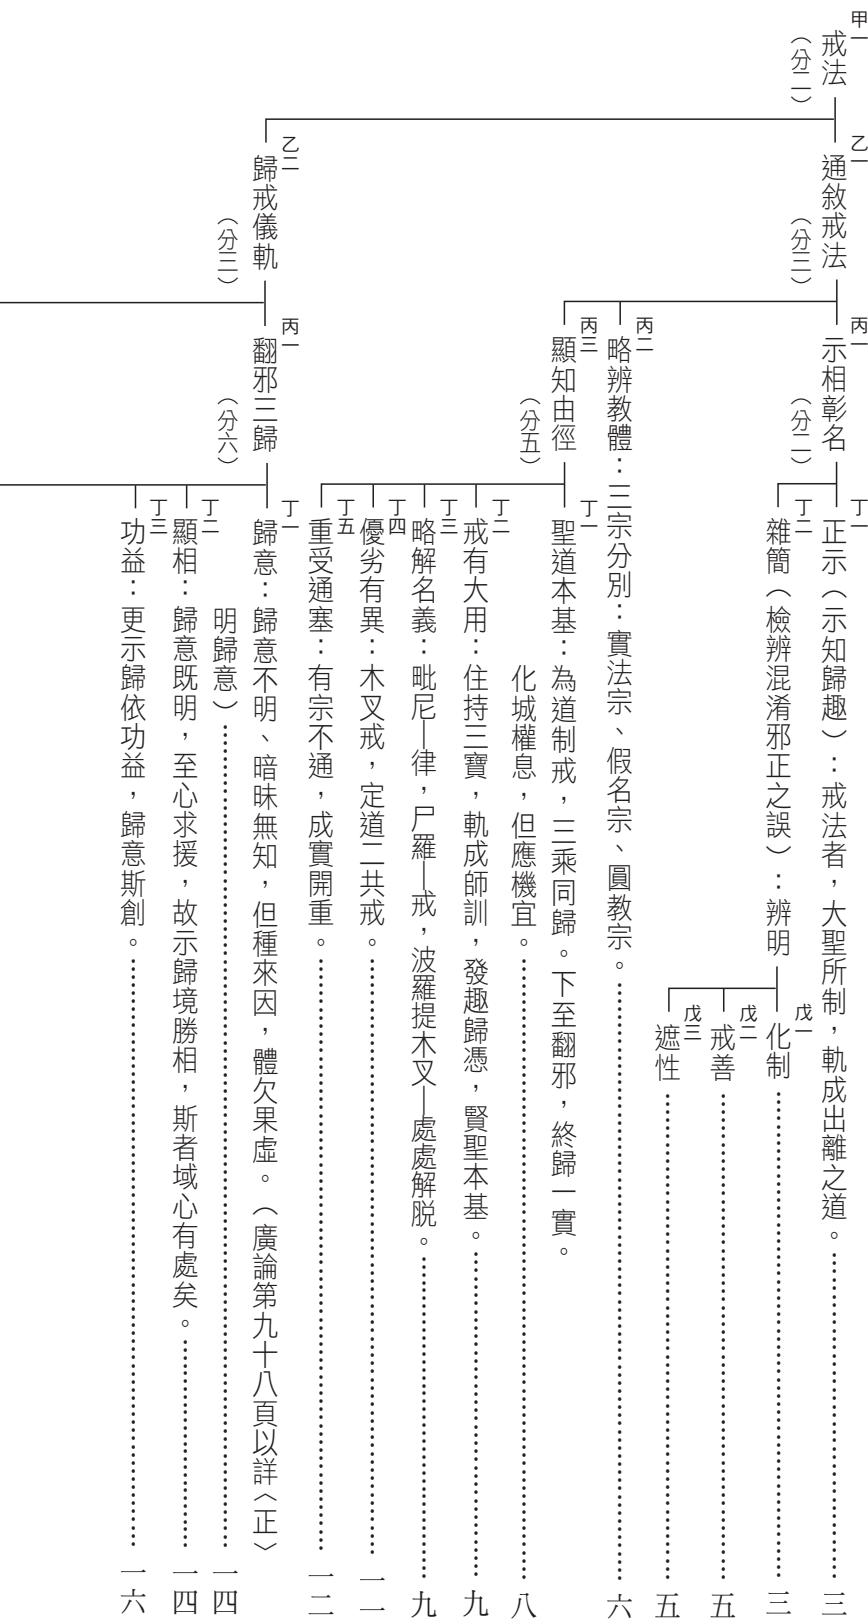 甲一 戒法（分二）
乙一 通敘戒法（分三）
丙一 示相彰名（分二）
丁一 正示（示知歸趣）：戒法者，大聖所制，軌成出離之道。……三
丁二 雜簡（檢辨混淆邪正之誤）：辨明
戊一 化制……三
戊二 戒善……五
戊三 遮性……五
丙二 略辨教體：三宗分別：實法宗、假名宗、圓教宗。……六
丙三 顯知由徑（分五）
丁一 聖道本基：為道制戒，三乘同歸。下至翻邪，終歸一實。
化城權息，但應機宜。……八
丁二 戒有大用：住持三寶，軌成師訓，發趣歸憑，賢聖本基。……九
丁三 略解名義：毗尼—律，尸羅—戒，波羅提木叉—處處解脫。……九
丁四 優劣有異：木叉戒，定道二共戒。……一一
丁五 重受通塞：有宗不通，成實開重。……一二
乙二 歸戒儀軌（分三）
丙一 翻邪三歸（分六）
丁一 歸意：歸意不明、暗昧無知，但種來因，體欠果虛。（廣論第九十八頁以詳〈正〉
明歸意）……一四
丁二 顯相：歸意既明，至心求援，故示歸境勝相，斯者域心有處矣。……一四
丁三 功益：更示歸依功益，歸意斯創。……一六